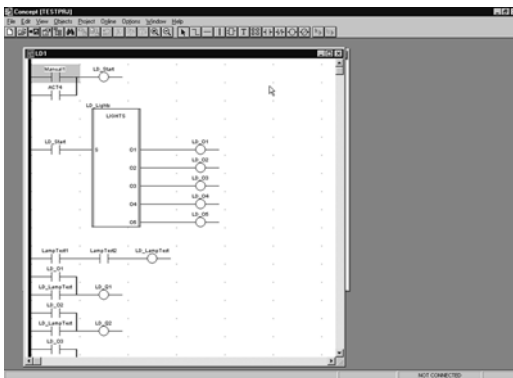 Concept [TESTPRJ]
File Edit View Objects Project Online Options Window Help
LD1
Manual1 LD_Start
ACT4
LD_Lights
LIGHTS
LD_Start
S O1 LD_O1
O2 LD_O2
O3 LD_O3
O4 LD_O4
O5 LD_O5
LampTest1 LampTest2 LD_LampTest
LD_O1
LD_LampTest LD_Q1
LD_O2
LD_LampTest LD_Q2
LD_O3
NOT CONNECTED